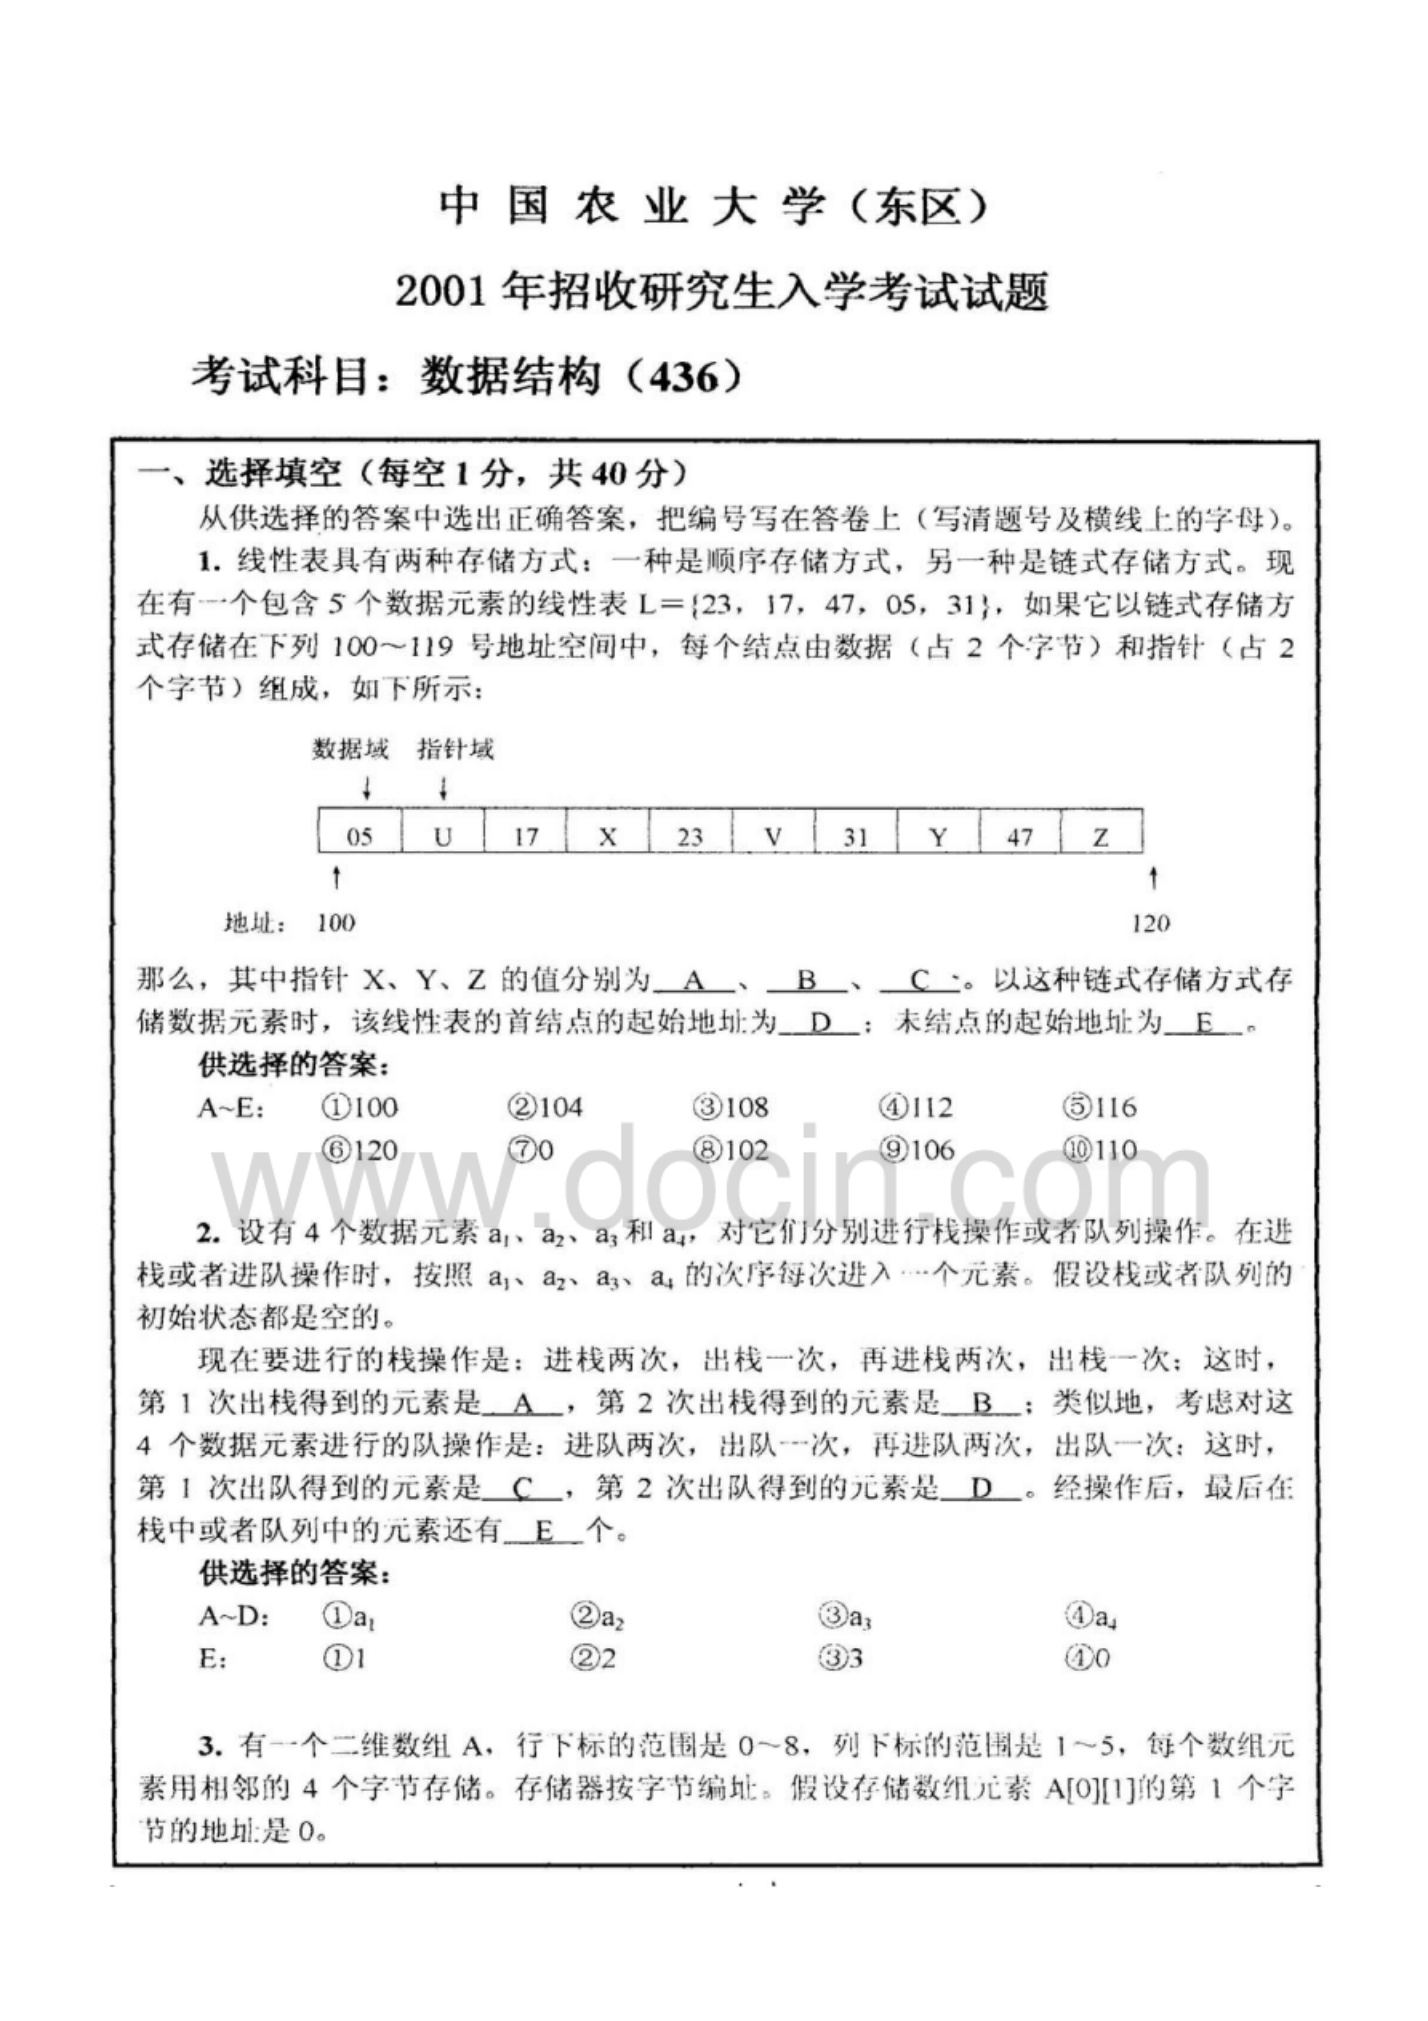 中国农业大学（东区）
2001 年招收研究生入学考试试题
考试科目：数据结构（436）
一、选择填空（每空 1 分，共 40 分）
从供选择的答案中选出正确答案，把编号写在答卷上（写清题号及横线上的字母）。
1. 线性表具有两种存储方式：一种是顺序存储方式，另一种是链式存储方式。现
在有一个包含 5 个数据元素的线性表 L＝{23，17，47，05，31}，如果它以链式存储方
式存储在下列 100～119 号地址空间中，每个结点由数据（占 2 个字节）和指针（占 2
个字节）组成，如下所示：
数据域 指针域
↓ ↓
05 U 17 X 23 V 31 Y 47 Z
↑ ↑
地址： 100 120
那么，其中指针 X、Y、Z 的值分别为 A 、 B 、 C 。以这种链式存储方式存
储数据元素时，该线性表的首结点的起始地址为 D ；末结点的起始地址为 E 。
供选择的答案：
A~E： ①100 ②104 ③108 ④112 ⑤116
⑥120 ⑦0 ⑧102 ⑨106 ⑩110
www.docin.com
2. 设有 4 个数据元素 a₁、a₂、a₃ 和 a₄，对它们分别进行栈操作或者队列操作。在进
栈或者进队操作时，按照 a₁、a₂、a₃、a₄ 的次序每次进入一个元素。假设栈或者队列的
初始状态都是空的。
现在要进行的栈操作是：进栈两次，出栈一次，再进栈两次，出栈一次；这时，
第 1 次出栈得到的元素是 A ，第 2 次出栈得到的元素是 B ；类似地，考虑对这
4 个数据元素进行的队操作是：进队两次，出队一次，再进队两次，出队一次；这时，
第 1 次出队得到的元素是 C ，第 2 次出队得到的元素是 D 。经操作后，最后在
栈中或者队列中的元素还有 E 个。
供选择的答案：
A~D： ①a₁ ②a₂ ③a₃ ④a₄
E： ①1 ②2 ③3 ④0
3. 有一个二维数组 A，行下标的范围是 0～8，列下标的范围是 1～5，每个数组元
素用相邻的 4 个字节存储。存储器按字节编址。假设存储数组元素 A[0][1]的第 1 个字
节的地址是 0。